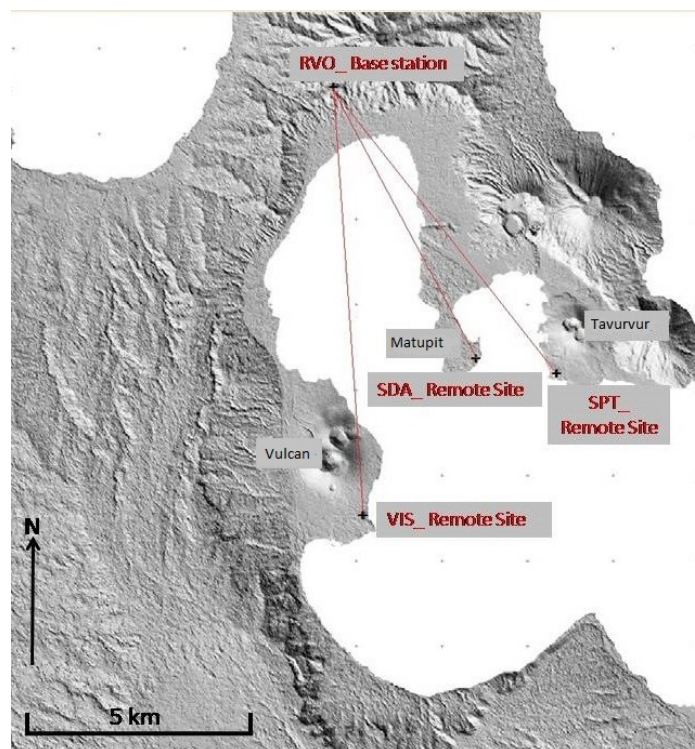 RVO_ Base station
Tavurvur
Matupit
SDA_ Remote Site
SPT_
Remote Site
Vulcan
VIS_ Remote Site
N
5 km